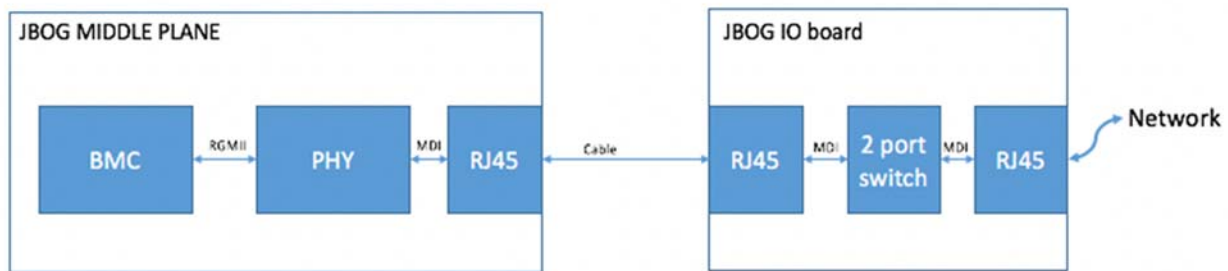 JBOG MIDDLE PLANE
JBOG IO board
BMC
RGMII
PHY
MDI
RJ45
Cable
RJ45
MDI
2 port
switch
MDI
RJ45
Network